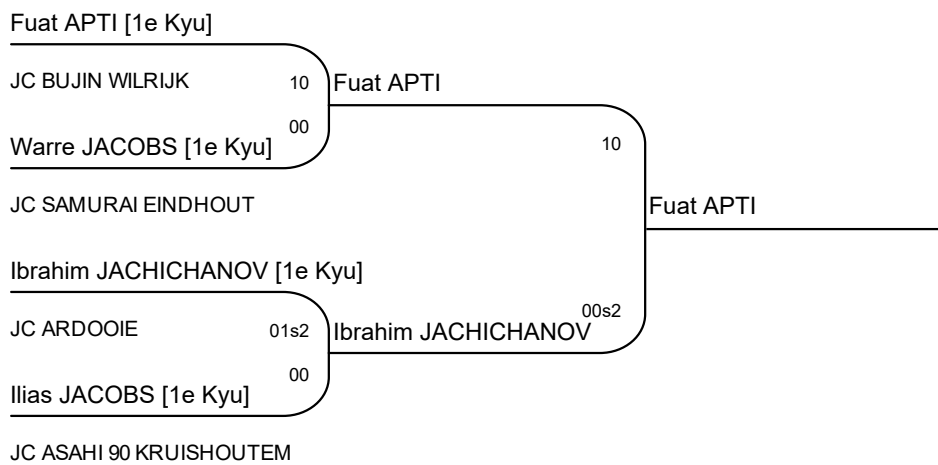 Fuat APTI [1e Kyu]
JC BUJIN WILRIJK
10
Fuat APTI
00
Warre JACOBS [1e Kyu]
10
JC SAMURAI EINDHOUT
Fuat APTI
Ibrahim JACHICHANOV [1e Kyu]
00s2
JC ARDOOIE
01s2
Ibrahim JACHICHANOV
00
Ilias JACOBS [1e Kyu]
JC ASAHI 90 KRUISHOUTEM